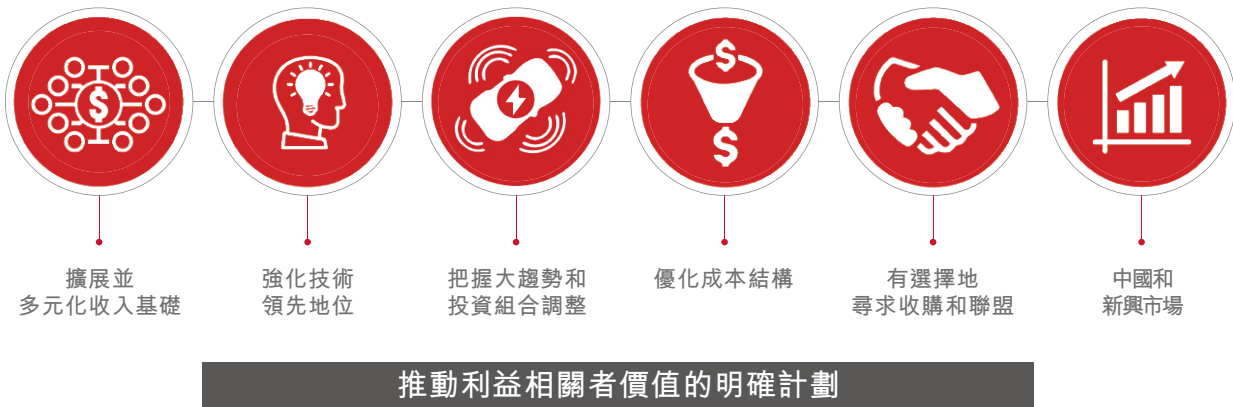 $
$
$
擴展並
多元化收入基礎
強化技術
領先地位
把握大趨勢和
投資組合調整
優化成本結構
有選擇地
尋求收購和聯盟
中國和
新興市場
推動利益相關者價值的明確計劃